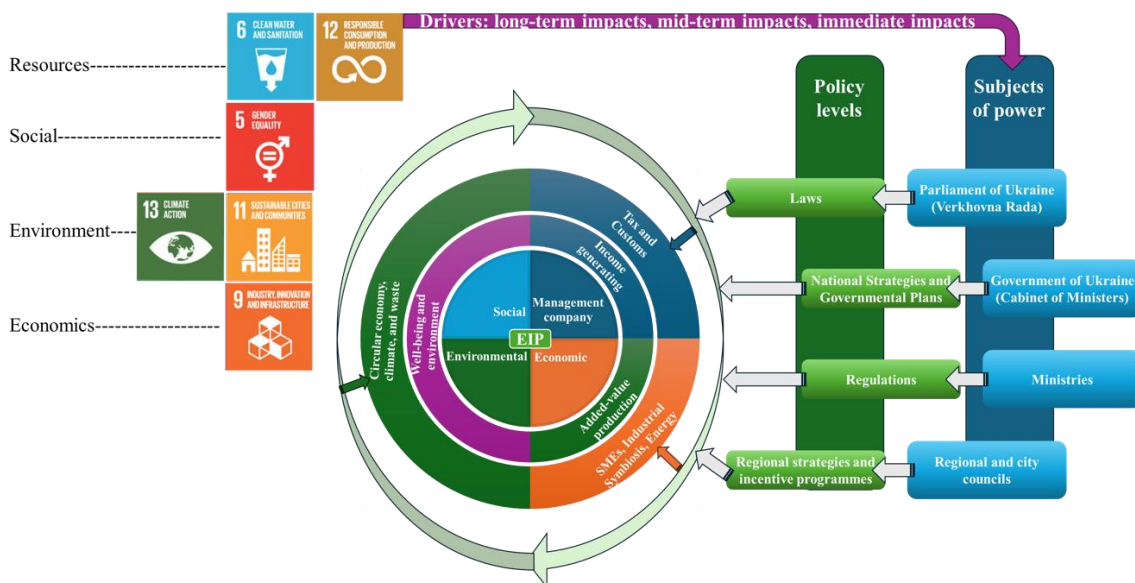 Drivers: long-term impacts, mid-term impacts, immediate impacts
Resources
6 CLEAN WATER
AND SANITATION
12 RESPONSIBLE
CONSUMPTION
AND PRODUCTION
Social
5 GENDER
EQUALITY
Environment
13 CLIMATE
ACTION
11 SUSTAINABLE CITIES
AND COMMUNITIES
Economics
9 INDUSTRY, INNOVATION
AND INFRASTRUCTURE
Circular economy,
climate, and waste
Well-being and
environment
Tax and
Customs
Income
generating
Social
Management
company
EIP
Environmental
Economic
Added-value
production
SMEs, Industrial
Symbiosis, Energy
Policy
levels
Laws
National Strategies and
Governmental Plans
Regulations
Regional strategies and
incentive programmes
Subjects
of power
Parliament of Ukraine
(Verkhovna Rada)
Government of Ukraine
(Cabinet of Ministers)
Ministries
Regional and city
councils